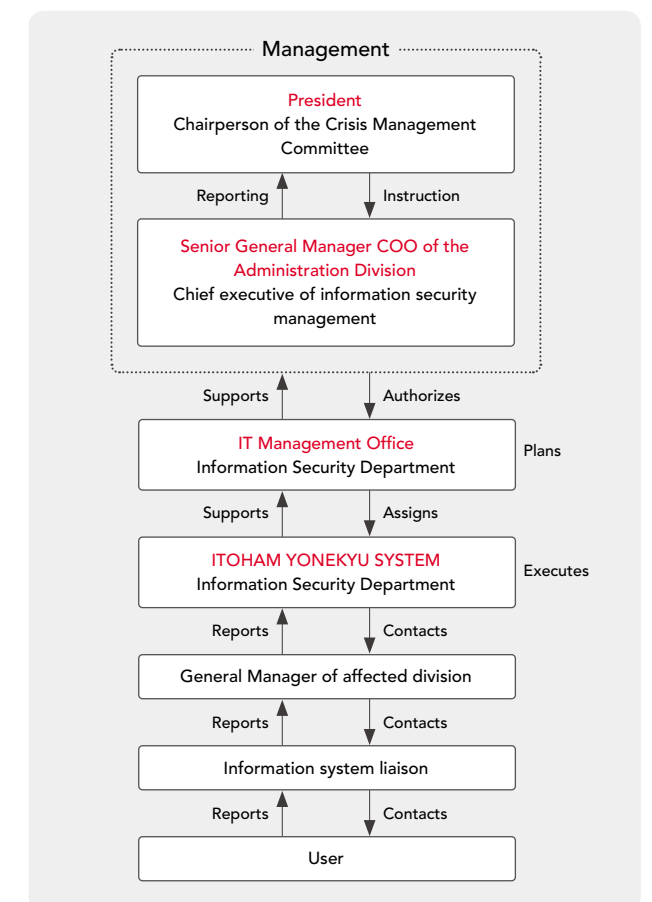 Management
President
Chairperson of the Crisis Management
Committee
Reporting
Instruction
Senior General Manager COO of the
Administration Division
Chief executive of information security
management
Supports
Authorizes
IT Management Office
Information Security Department
Plans
Supports
Assigns
ITOHAM YONEKYU SYSTEM
Information Security Department
Executes
Reports
Contacts
General Manager of affected division
Reports
Contacts
Information system liaison
Reports
Contacts
User